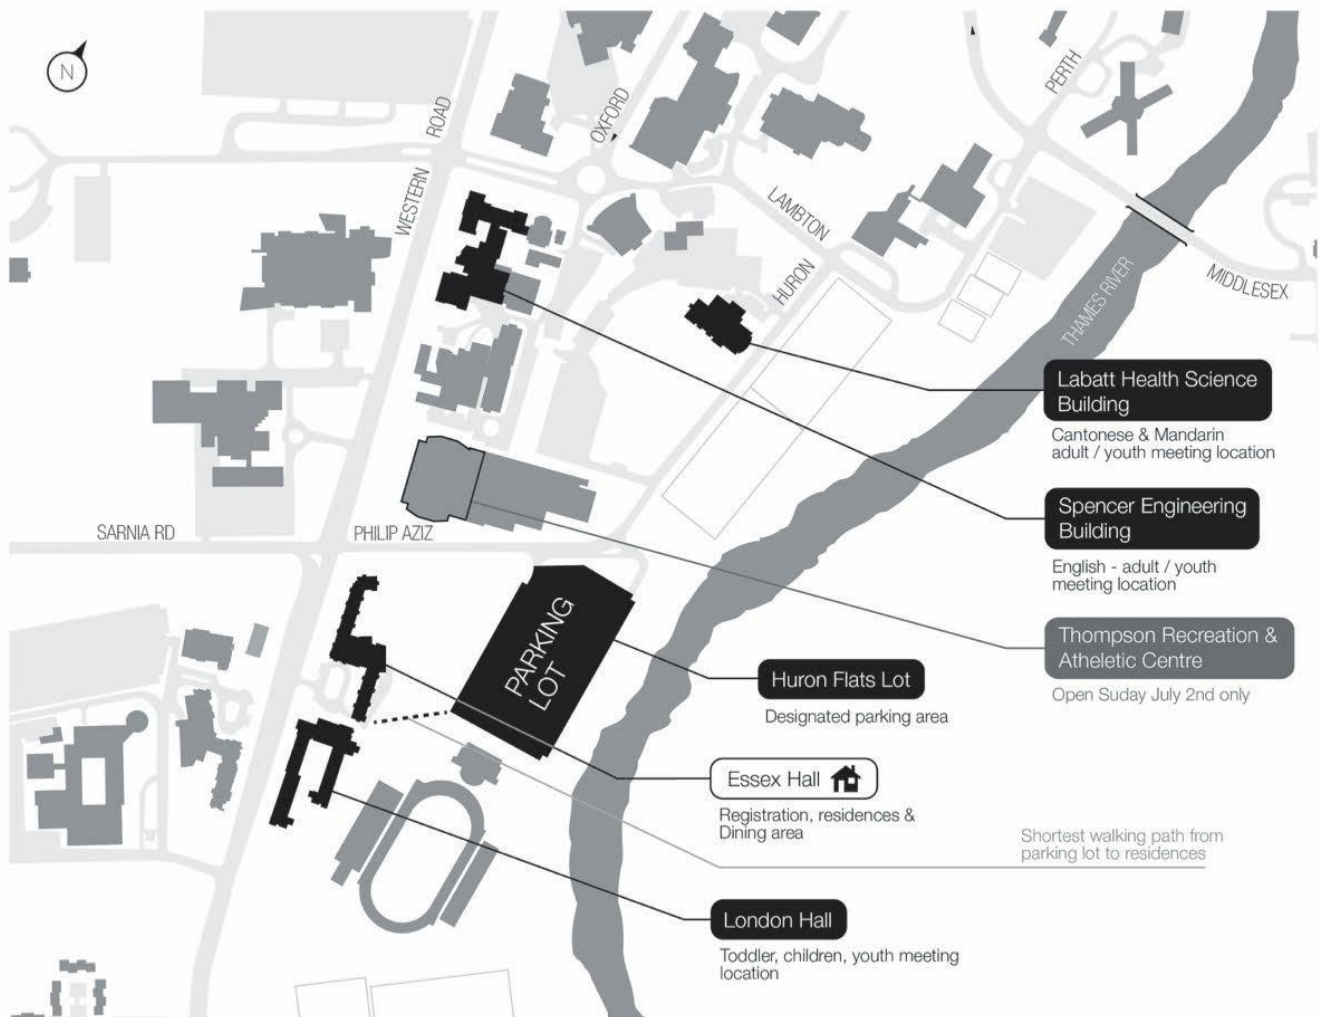 N
ROAD
WESTERN
OXFORD
PERTH
LAMBTON
HURON
THAMES RIVER
MIDDLESEX
SARNIA RD
PHILIP AZIZ
Labatt Health Science
Building
Cantonese & Mandarin
adult / youth meeting location
Spencer Engineering
Building
English - adult / youth
meeting location
Thompson Recreation &
Atheletic Centre
Open Suday July 2nd only
PARKING
LOT
Huron Flats Lot
Designated parking area
Essex Hall
Registration, residences &
Dining area
Shortest walking path from
parking lot to residences
London Hall
Toddler, children, youth meeting
location